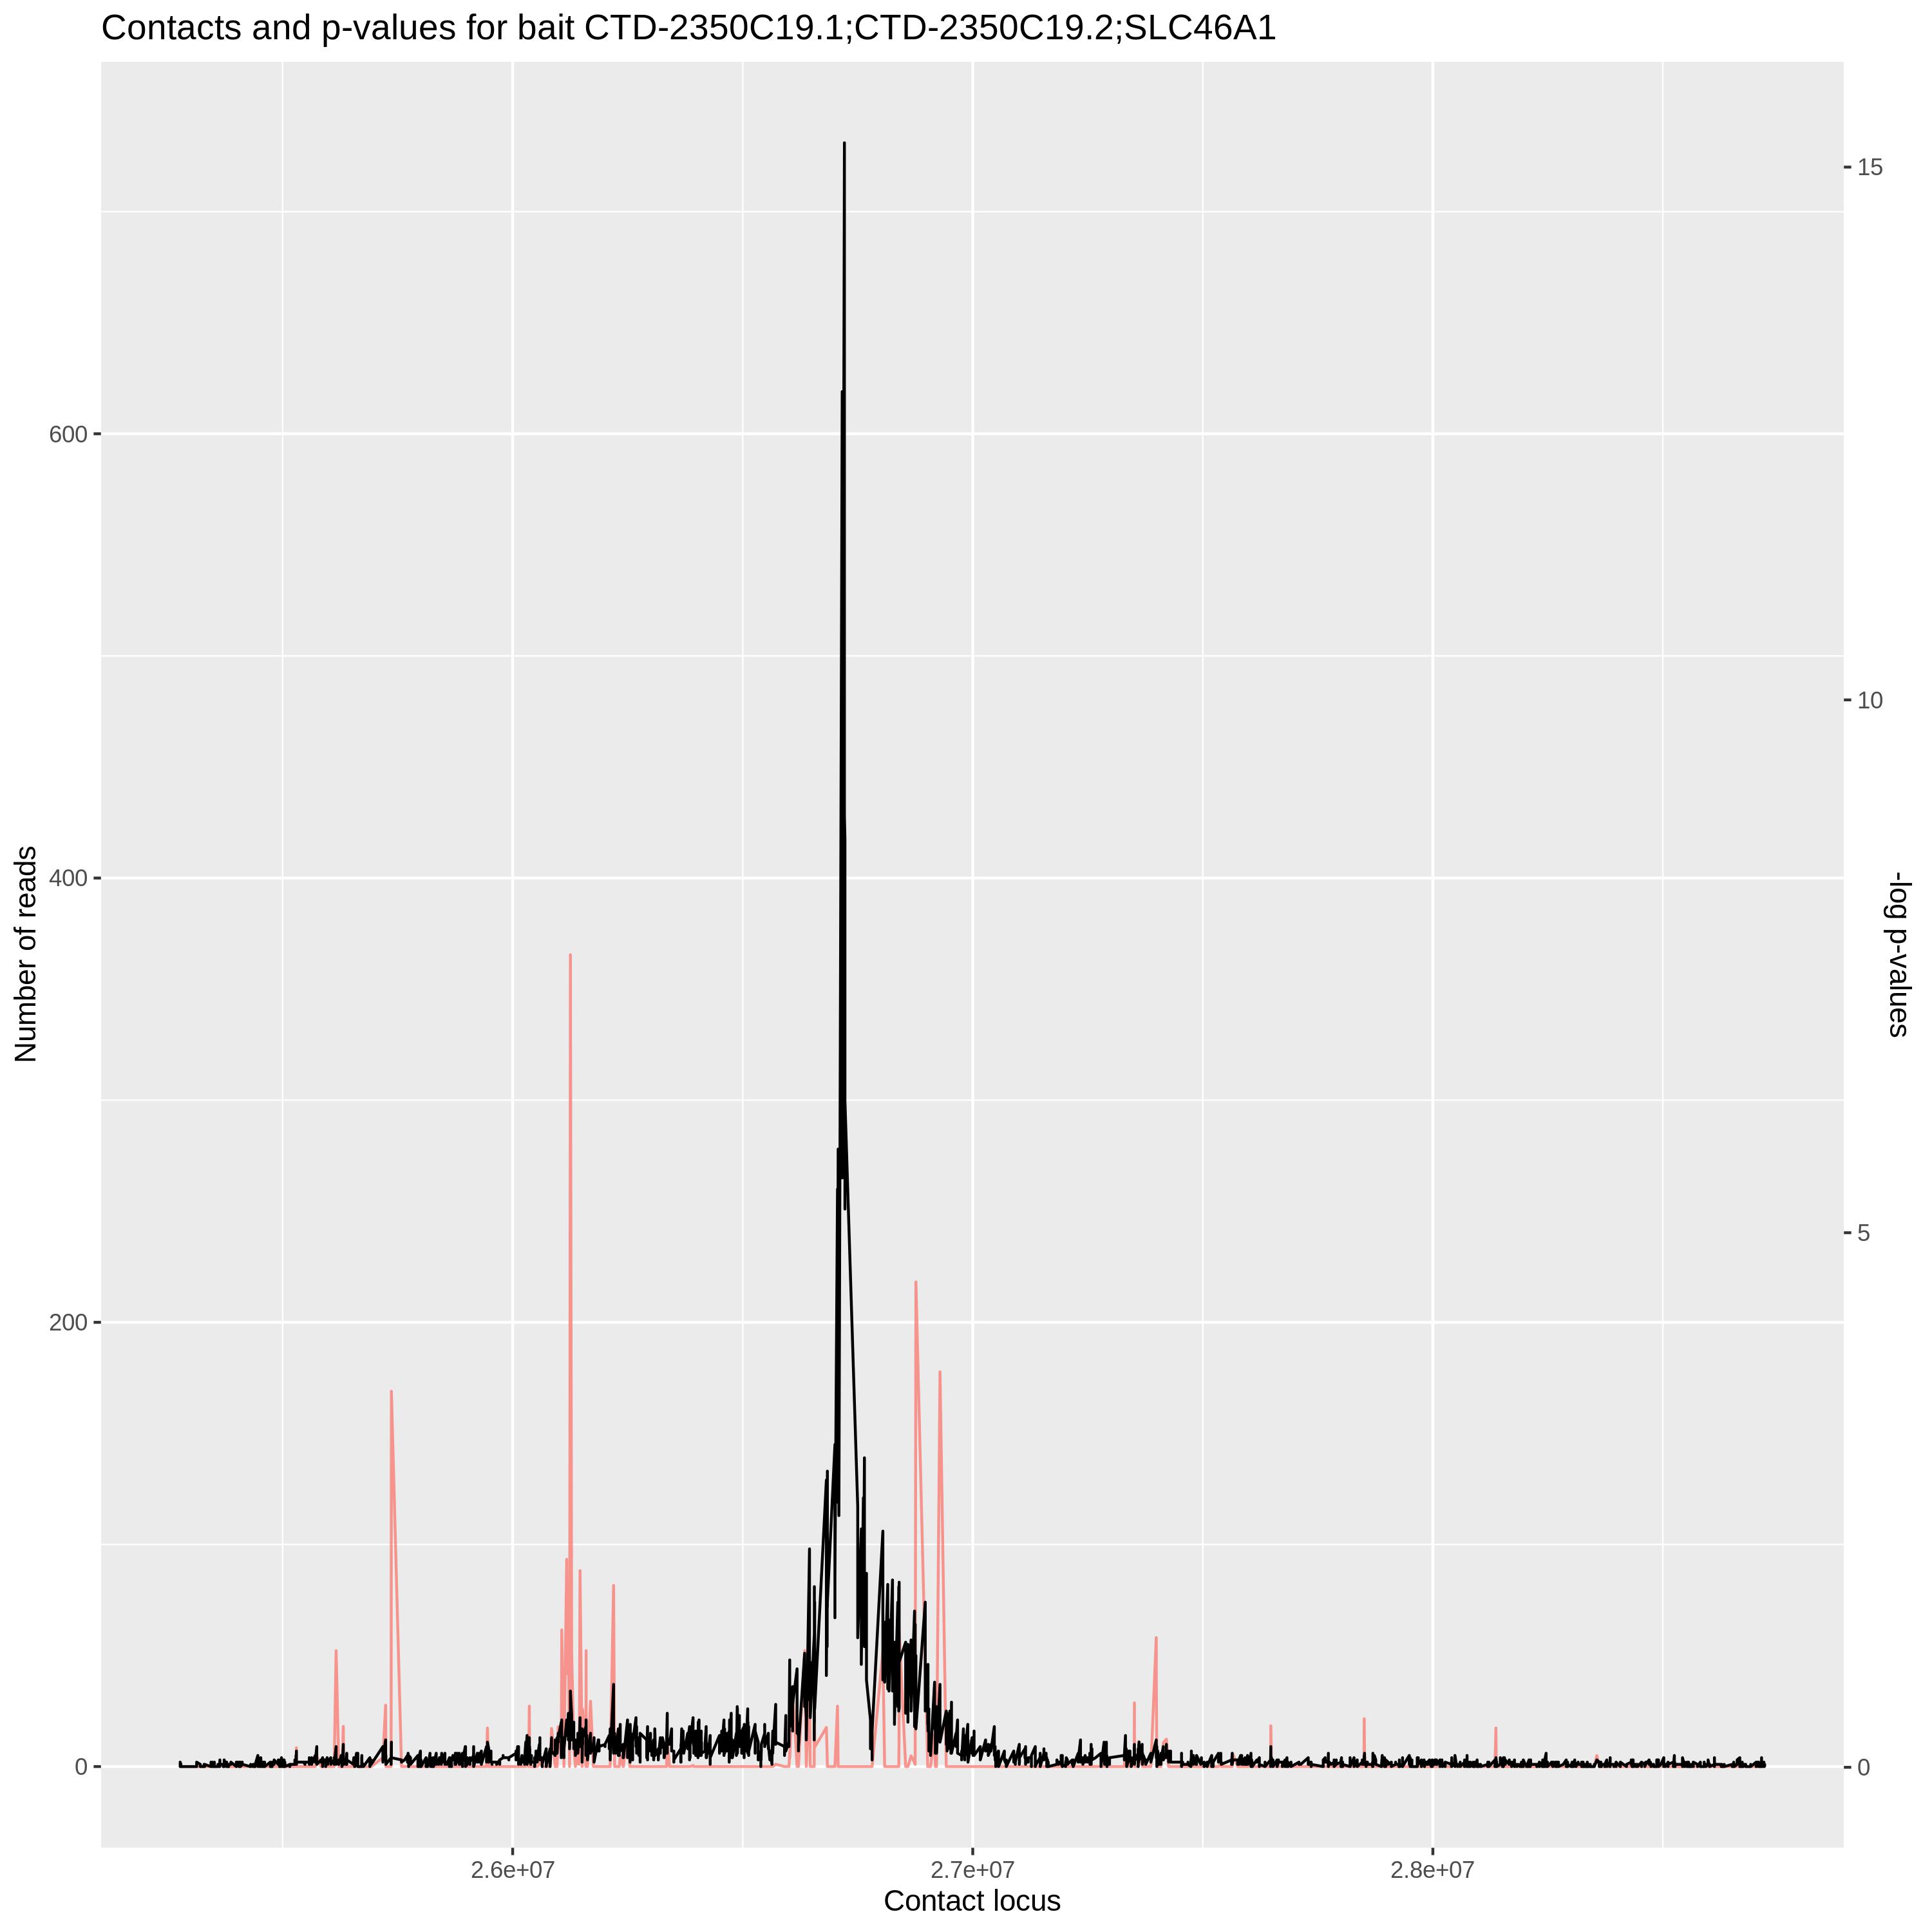 Contacts and p-values for bait CTD-2350C19.1;CTD-2350C19.2;SLC46A1
15
600
10
400
Number of reads
-log p-values
5
200
0
0
2.6e+07
2.7e+07
2.8e+07
Contact locus